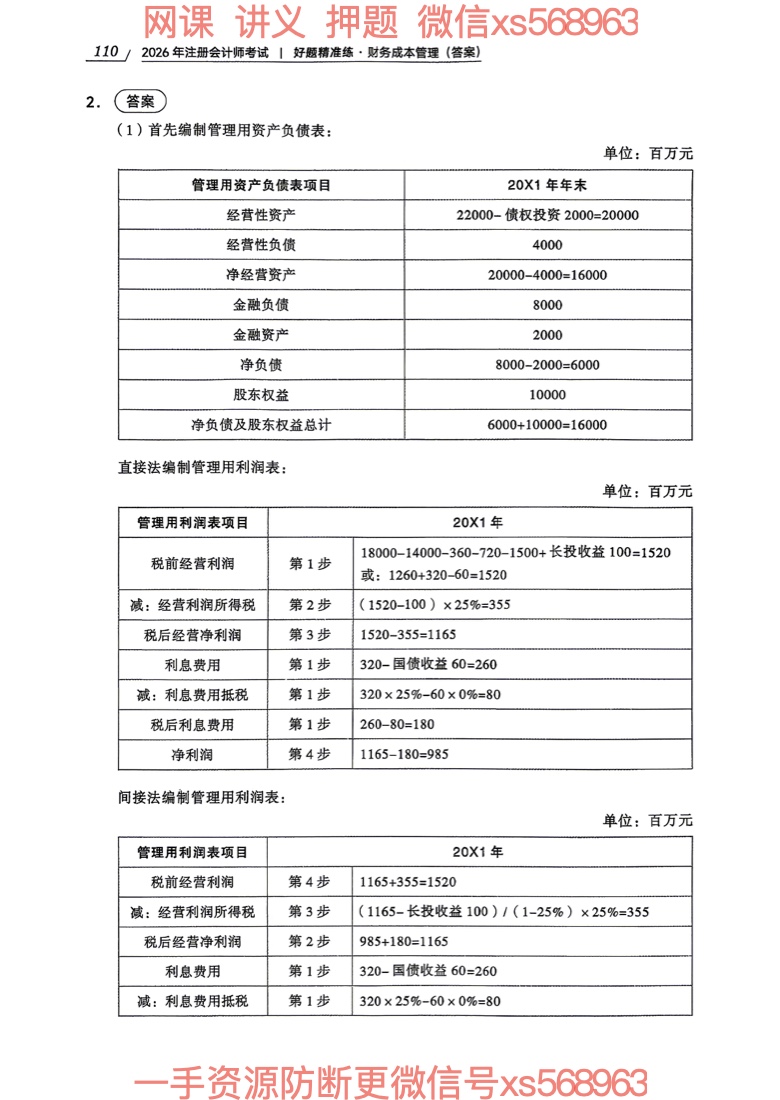 网课 讲义 押题 微信xs568963
110 / 2026年注册会计师考试 | 好题精准练·财务成本管理（答案）
2. 答案
（1）首先编制管理用资产负债表：
单位：百万元
管理用资产负债表项目 20X1年年末
经营性资产 22000-债权投资2000=20000
经营性负债 4000
净经营资产 20000-4000=16000
金融负债 8000
金融资产 2000
净负债 8000-2000=6000
股东权益 10000
净负债及股东权益总计 6000+10000=16000
直接法编制管理用利润表：
单位：百万元
管理用利润表项目 20X1年
税前经营利润 第1步 18000-14000-360-720-1500+长投收益100=1520
或：1260+320-60=1520
减：经营利润所得税 第2步 （1520-100）×25%=355
税后经营净利润 第3步 1520-355=1165
利息费用 第1步 320-国债收益60=260
减：利息费用抵税 第1步 320×25%-60×0%=80
税后利息费用 第1步 260-80=180
净利润 第4步 1165-180=985
间接法编制管理用利润表：
单位：百万元
管理用利润表项目 20X1年
税前经营利润 第4步 1165+355=1520
减：经营利润所得税 第3步 （1165-长投收益100）/（1-25%）×25%=355
税后经营净利润 第2步 985+180=1165
利息费用 第1步 320-国债收益60=260
减：利息费用抵税 第1步 320×25%-60×0%=80
一手资源防断更微信号xs568963